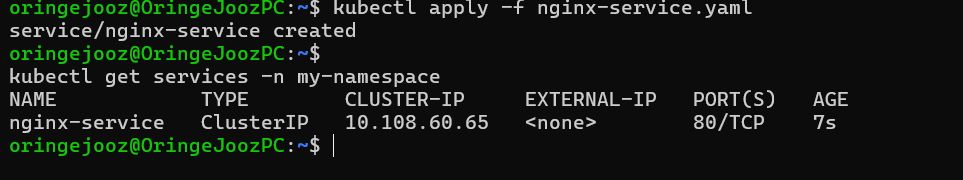 oringejooz@OringeJoozPC:~$ kubectl apply -f nginx-service.yaml
service/nginx-service created
oringejooz@OringeJoozPC:~$
kubectl get services -n my-namespace
NAME            TYPE        CLUSTER-IP     EXTERNAL-IP   PORT(S)   AGE
nginx-service   ClusterIP   10.108.60.65   <none>        80/TCP    7s
oringejooz@OringeJoozPC:~$